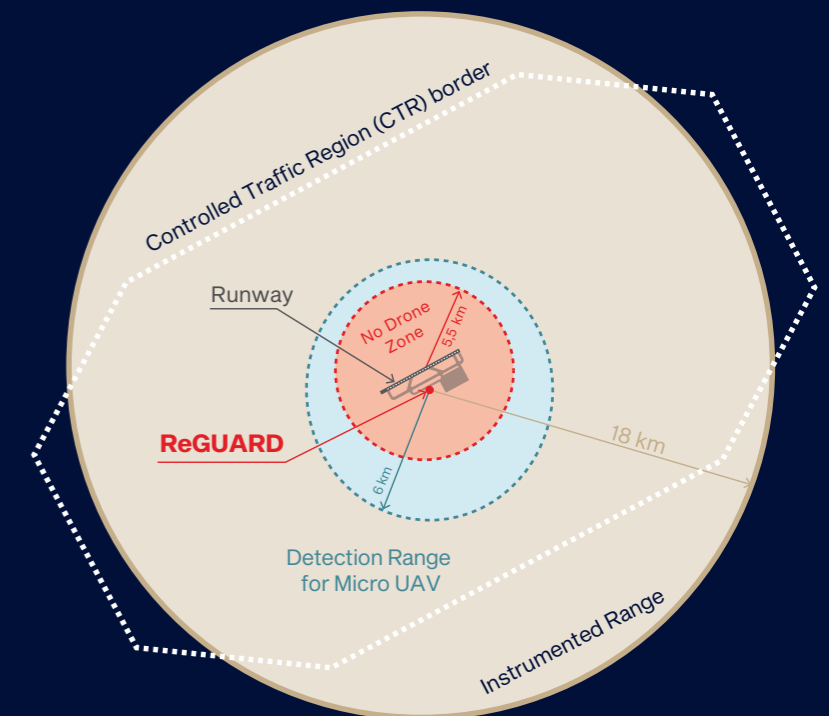 Controlled Traffic Region (CTR) border
Runway
No Drone
Zone
5,5 km
ReGUARD
18 km
6 km
Detection Range
for Micro UAV
Instrumented Range